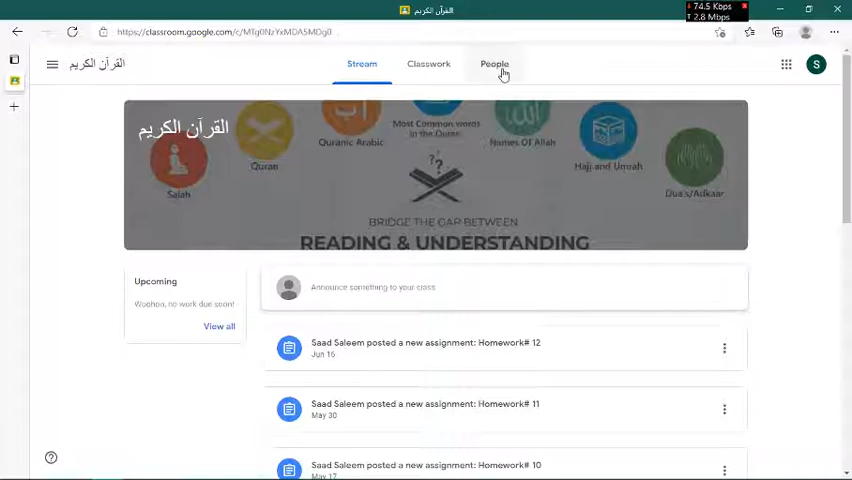 القرآن الكريم
74.5 Kbps
2.8 Mbps
https://classroom.google.com/c/MTg0NzYxMDA5MDg0
القرآن الكريم
Stream
Classwork
People
S
القرآن الكريم
Salah
Quran
Quranic Arabic
Most Common words
in the Quran
Names Of Allah
Hajj and Umrah
Dua's/Adkaar
BRIDGE THE GAP BETWEEN
READING & UNDERSTANDING
Upcoming
Woohoo, no work due soon!
View all
Announce something to your class
Saad Saleem posted a new assignment: Homework# 12
Jun 16
Saad Saleem posted a new assignment: Homework# 11
May 30
Saad Saleem posted a new assignment: Homework# 10
May 17